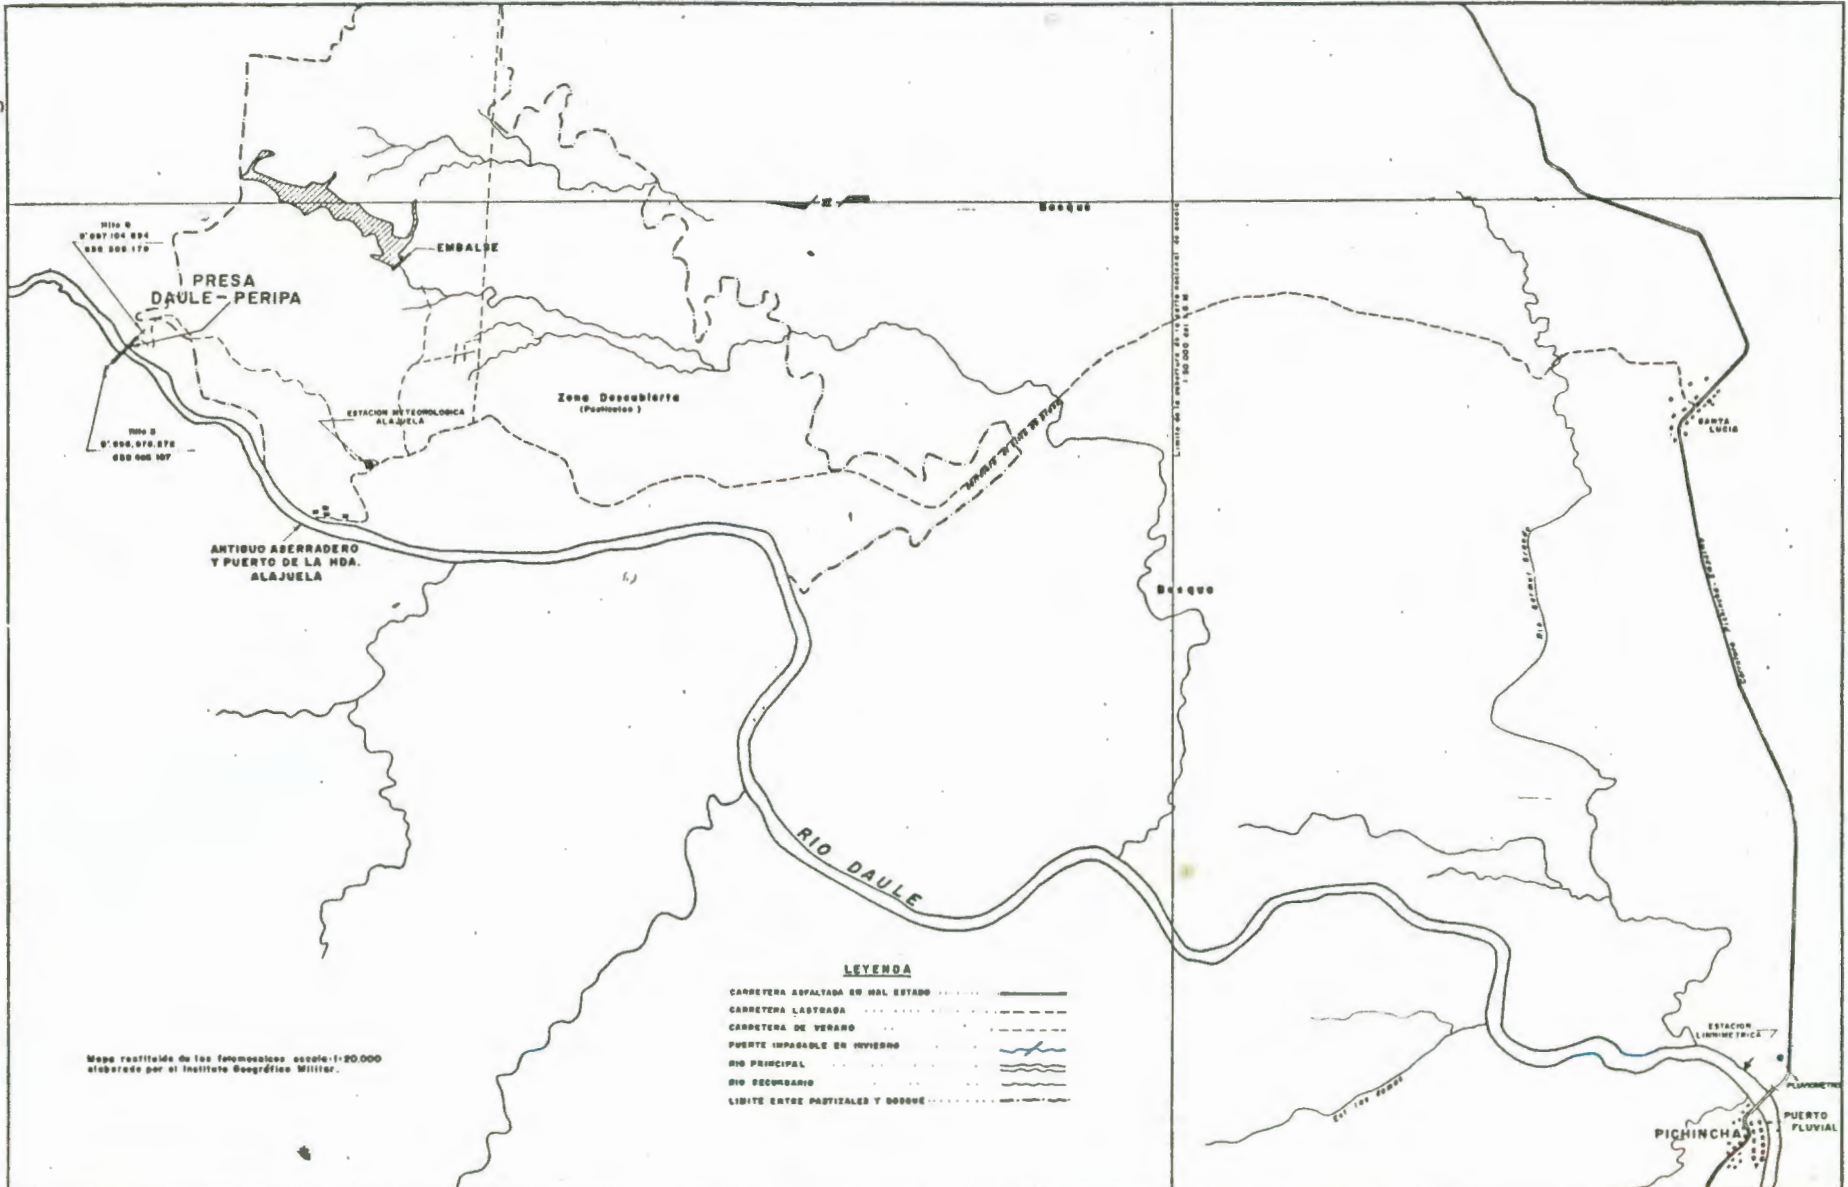 Bosque
Hito B
EMBALSE
PRESA
DAULE-PERIPA
Zona Descubierta
(Pastizales)
ESTACION METEOROLOGICA
ALAJUELA
SANTA
LUCIA
ANTIGUO ASERRADERO
Y PUERTO DE LA HDA.
ALAJUELA
Bosque
RIO DAULE
LEYENDA
CARRETERA ASFALTADA EN MAL ESTADO
CARRETERA LASTRADA
CARRETERA DE VERANO
PUENTE IMPASABLE EN INVIERNO
RIO PRINCIPAL
RIO SECUNDARIO
LIMITE ENTRE PASTIZALES Y BOSQUE
Mapa restituido de los fotomosaicos escala-1=20.000
elaborado por el Instituto Geográfico Militar.
ESTACION
LIMNIMETRICA
PLUVIOMETRO
PUERTO
FLUVIAL
PICHINCHA